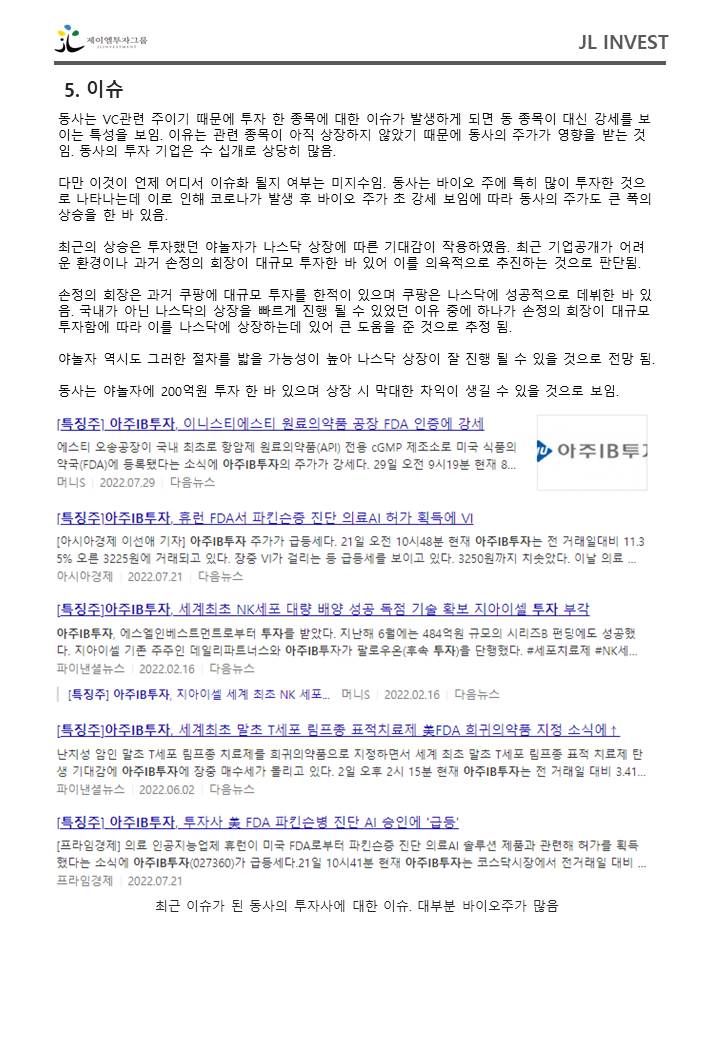 제이엘투자그룹
JLINVESTMENT
JL INVEST
5. 이슈
동사는 VC관련 주이기 때문에 투자 한 종목에 대한 이슈가 발생하게 되면 동 종목이 대신 강세를 보
이는 특성을 보임. 이유는 관련 종목이 아직 상장하지 않았기 때문에 동사의 주가가 영향을 받는 것
임. 동사의 투자 기업은 수 십개로 상당히 많음.
다만 이것이 언제 어디서 이슈화 될지 여부는 미지수임. 동사는 바이오 주에 특히 많이 투자한 것으
로 나타나는데 이로 인해 코로나가 발생 후 바이오 주가 초 강세 보임에 따라 동사의 주가도 큰 폭의
상승을 한 바 있음.
최근의 상승은 투자했던 야놀자가 나스닥 상장에 따른 기대감이 작용하였음. 최근 기업공개가 어려
운 환경이나 과거 손정의 회장이 대규모 투자한 바 있어 이를 의욕적으로 추진하는 것으로 판단됨.
손정의 회장은 과거 쿠팡에 대규모 투자를 한적이 있으며 쿠팡은 나스닥에 성공적으로 데뷔한 바 있
음. 국내가 아닌 나스닥의 상장을 빠르게 진행 될 수 있었던 이유 중에 하나가 손정의 회장이 대규모
투자함에 따라 이를 나스닥에 상장하는데 있어 큰 도움을 준 것으로 추정 됨.
야놀자 역시도 그러한 절차를 밟을 가능성이 높아 나스닥 상장이 잘 진행 될 수 있을 것으로 전망 됨.
동사는 야놀자에 200억원 투자 한 바 있으며 상장 시 막대한 차익이 생길 수 있을 것으로 보임.
[특징주] 아주IB투자, 이니스티에스티 원료의약품 공장 FDA 인증에 강세
에스티 오송공장이 국내 최초로 항암제 원료의약품(API) 전용 cGMP 제조소로 미국 식품의
약국(FDA)에 등록됐다는 소식에 아주IB투자의 주가가 강세다. 29일 오전 9시19분 현재 8...
머니S | 2022.07.29 | 다음뉴스
아주IB투자
[특징주]아주IB투자, 휴런 FDA서 파킨슨증 진단 의료AI 허가 획득에 VI
[아시아경제 이선애 기자] 아주IB투자 주가가 급등세다. 21일 오전 10시48분 현재 아주IB투자는 전 거래일대비 11.3
5% 오른 3225원에 거래되고 있다. 장중 VI가 걸리는 등 급등세를 보이고 있다. 3250원까지 치솟았다. 이날 의료 ...
아시아경제 | 2022.07.21 | 다음뉴스
[특징주]아주IB투자, 세계최초 NK세포 대량 배양 성공 독점 기술 확보 지아이셀 투자 부각
아주IB투자, 에스엘인베스트먼트로부터 투자를 받았다. 지난해 6월에는 484억원 규모의 시리즈B 펀딩에도 성공했
다. 지아이셀 기존 주주인 데일리파트너스와 아주IB투자가 팔로우온(후속 투자)을 단행했다. #세포치료제 #NK세...
파이낸셜뉴스 | 2022.02.16 | 다음뉴스
[특징주] 아주IB투자, 지아이셀 세계 최초 NK 세포... 머니S | 2022.02.16 | 다음뉴스
[특징주]아주IB투자, 세계최초 말초 T세포 림프종 표적치료제 美FDA 희귀의약품 지정 소식에↑
난치성 암인 말초 T세포 림프종 치료제를 희귀의약품으로 지정하면서 세계 최초 말초 T세포 림프종 표적 치료제 탄
생 기대감에 아주IB투자에 장중 매수세가 몰리고 있다. 2일 오후 2시 15분 현재 아주IB투자는 전 거래일 대비 3.41...
파이낸셜뉴스 | 2022.06.02 | 다음뉴스
[특징주] 아주IB투자, 투자사 美 FDA 파킨슨병 진단 AI 승인에 '급등'
[프라임경제] 의료 인공지능업체 휴런이 미국 FDA로부터 파킨슨증 진단 의료AI 솔루션 제품과 관련해 허가를 획득
했다는 소식에 아주IB투자(027360)가 급등세다.21일 10시41분 현재 아주IB투자는 코스닥시장에서 전거래일 대비 ...
프라임경제 | 2022.07.21
최근 이슈가 된 동사의 투자사에 대한 이슈. 대부분 바이오주가 많음